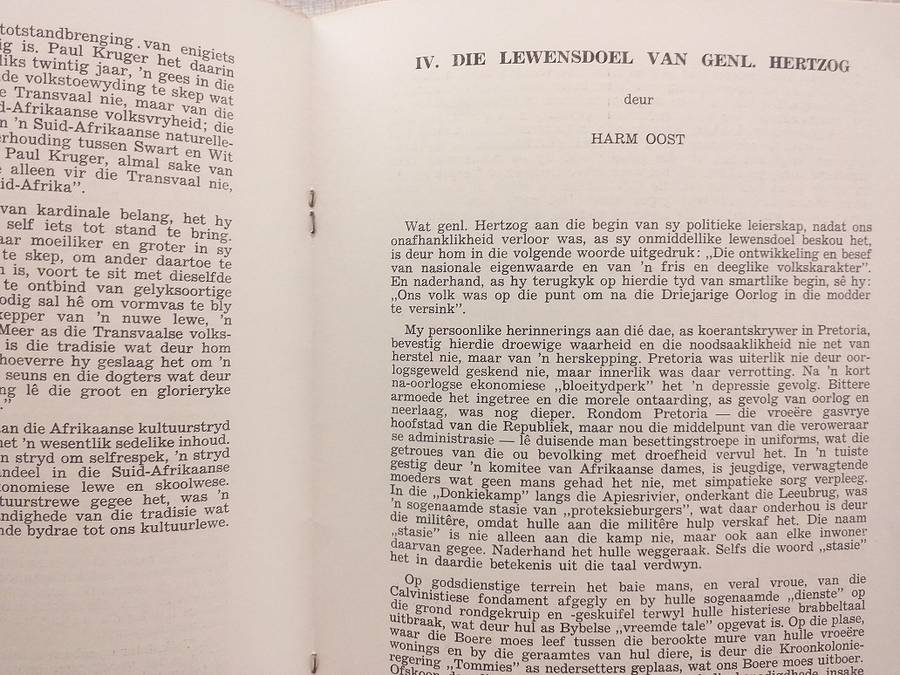 totstandbrenging van enigiets
ig is. Paul Kruger het daarin
liks twintig jaar, 'n gees in die
de volkstoewyding te skep wat
e Transvaal nie, maar van die
d-Afrikaanse volksvryheid; die
n 'n Suid-Afrikaanse naturelle-
erhouding tussen Swart en Wit
Paul Kruger, almal sake van
alleen vir die Transvaal nie,
id-Afrika”.
van kardinale belang, het hy
self iets tot stand te bring.
aar moeiliker en groter in sy
te skep, om ander daartoe te
n is, voort te sit met dieselfde
te ontbind van gelyksoortige
odig sal hê om vormvas te bly
kepper van 'n nuwe lewe, 'n
Meer as die Transvaalse volks-
is die tradisie wat deur hom
hoeverre hy geslaag het om 'n
seuns en die dogters wat deur
ng lê die groot en glorieryke
.”
an die Afrikaanse kultuurstryd
het 'n wesentlik sedelike inhoud.
n stryd om selfrespek, 'n stryd
ndeel in die Suid-Afrikaanse
onomiese lewe en skoolwese.
tuurstrewe gegee het, was 'n
ndighede van die tradisie wat
nde bydrae tot ons kultuurlewe.
IV. DIE LEWENSDOEL VAN GENL. HERTZOG
deur
HARM OOST
Wat genl. Hertzog aan die begin van sy politieke leierskap, nadat ons
onafhanklikheid verloor was, as sy onmiddellike lewensdoel beskou het,
is deur hom in die volgende woorde uitgedruk: „Die ontwikkeling en besef
van nasionale eigenwaarde en van 'n fris en deeglike volkskarakter”.
En naderhand, as hy terugkyk op hierdie tyd van smartlike begin, sê hy:
„Ons volk was op die punt om na die Driejarige Oorlog in die modder
te versink”.
My persoonlike herinnerings aan dié dae, as koerantskrywer in Pretoria,
bevestig hierdie droewige waarheid en die noodsaaklikheid nie net van
herstel nie, maar van 'n herskepping. Pretoria was uiterlik nie deur oor-
logsgeweld geskend nie, maar innerlik was daar verrotting. Na 'n kort
na-oorlogse ekonomiese „bloeitydperk” het 'n depressie gevolg. Bittere
armoede het ingetree en die morele ontaarding, as gevolg van oorlog en
neerlaag, was nog dieper. Rondom Pretoria — die vroeëre gasvrye
hoofstad van die Republiek, maar nou die middelpunt van die veroweraar
se administrasie — lê duisende man besettingstroepe in uniforms, wat die
getroues van die ou bevolking met droefheid vervul het. In 'n tuiste
gestig deur 'n komitee van Afrikaanse dames, is jeugdige, verwagtende
moeders wat geen mans gehad het nie, met simpatieke sorg verpleeg.
In die „Donkiekamp” langs die Apiesrivier, onderkant die Leeubrug, was
'n sogenaamde stasie van „proteksieburgers”, wat daar onderhou is deur
die militêre, omdat hulle aan die militêre hulp verskaf het. Die naam
„stasie” is nie alleen aan die kamp nie, maar ook aan elke inwoner
daarvan gegee. Naderhand het hulle weggeraak. Selfs die woord „stasie”
het in daardie betekenis uit die taal verdwyn.
Op godsdienstige terrein het baie mans, en veral vroue, van die
Calvinistiese fondament afgegly en by hulle sogenaamde „dienste” op
die grond rondgekruip en -geskuifel terwyl hulle histeriese brabbeltaal
uitbraak, wat deur hul as Bybelse „vreemde tale” opgevat is. Op die plase,
waar die Boere moes leef tussen die berookte mure van hulle vroeëre
wonings en by die geraamtes van hul diere, is deur die Kroonkolonie-
regering „Tommies” as nedersetters geplaas, wat ons Boere moes uitboer.